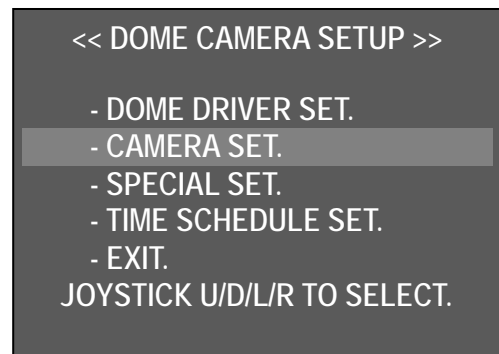 << DOME CAMERA SETUP >>
- DOME DRIVER SET.
- CAMERA SET.
- SPECIAL SET.
- TIME SCHEDULE SET.
- EXIT.
JOYSTICK U/D/L/R TO SELECT.